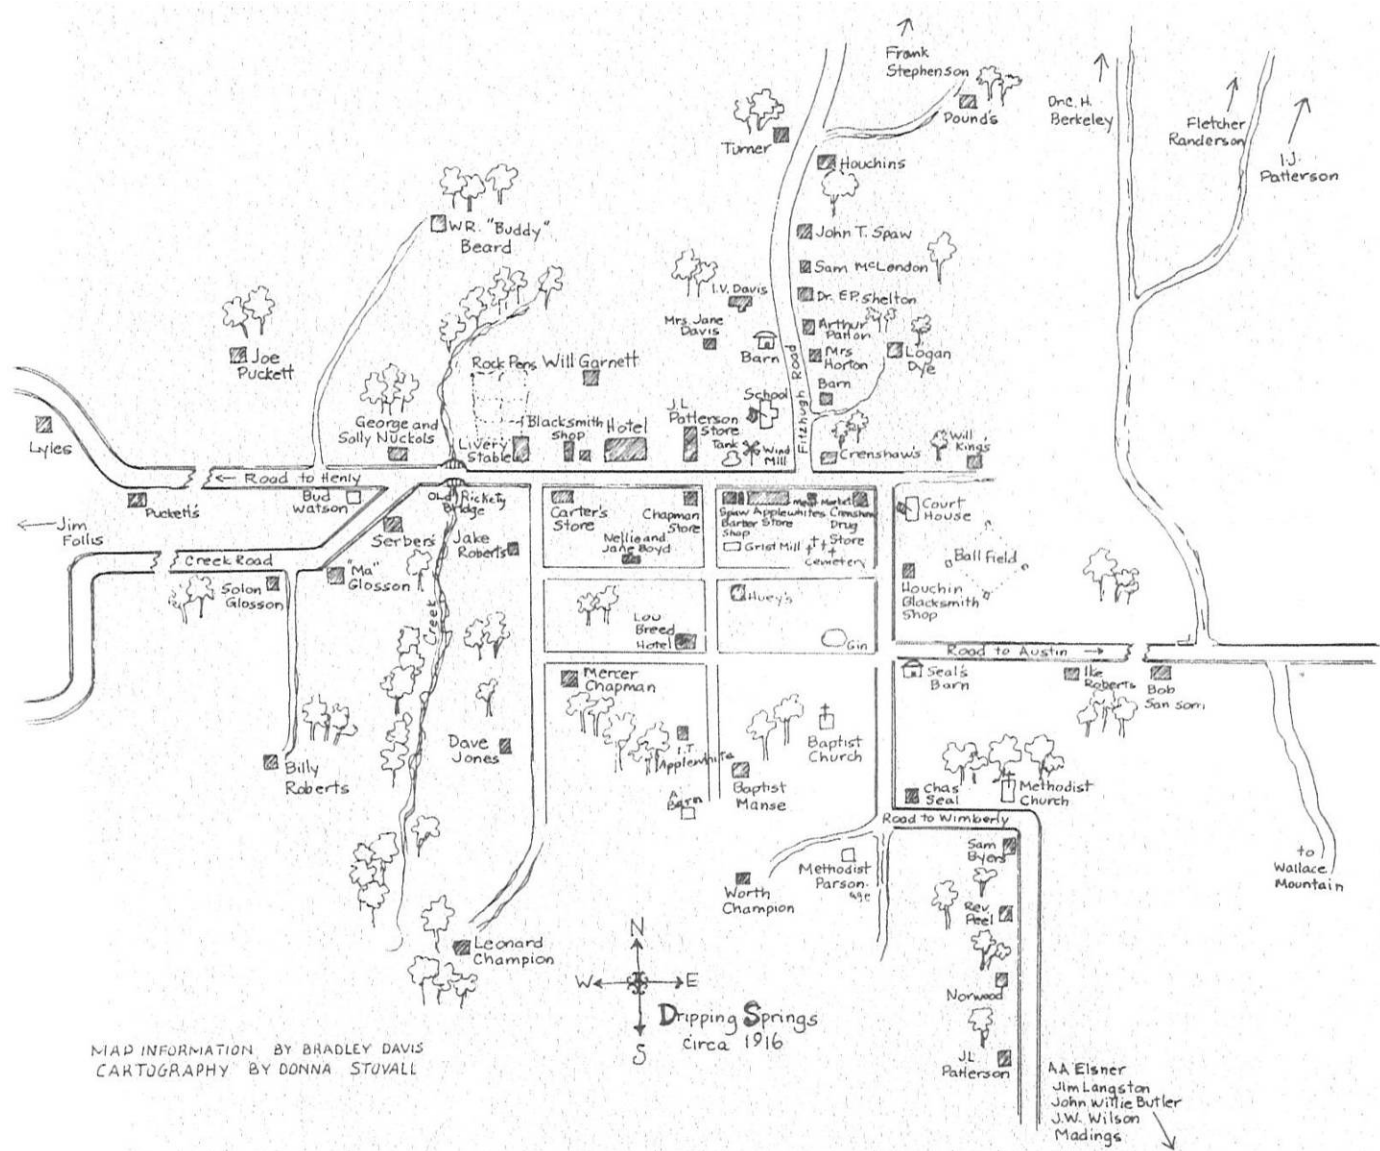 Frank
Stephenson
Pound's
Turner
Houchins
Berkeley
Fletcher
Randerson
I.J.
Patterson
W.R. "Buddy"
Beard
John T. Spaw
Sam McLendon
I.V. Davis
Dr. E.P. Shelton
Mrs. Jane
Davis
Arthur
Barn
Mrs
Horton
Logan
Dye
Barn
Fitzhugh Road
Joe
Puckett
Rock Pens
Will Garnett
School
J.L.
Patterson
Store
Tank
Wind
Mill
George and
Solly Nuckols
Livery
Stable
Blacksmith
Shop
Hotel
Crenshaw's
Will
King's
Lyles
← Road to Henly
Bud
Watson
Puckett's
Jim
Follis
Old Rickety
Bridge
Carter's
Store
Chapman
Store
Spaw
Barber
Shop
Applewhites
Store
Meat Market
Crenshaw
Drug
Store
Court
House
Serbers
Jake
Roberts
Nellie and
Jane Boyd
Grist Mill
Cemetery
Ball Field
Creek Road
"Ma"
Glosson
Solon
Glosson
Creek
Huey's
Houchin
Blacksmith
Shop
Lou
Breed
Hotel
Gin
Road to Austin →
Mercer
Chapman
Seal's
Barn
Ike
Roberts
Bob
Sansom
Dave
Jones
I.T.
Applewhite
Baptist
Church
Baptist
Manse
A.
Barn
Billy
Roberts
Chas
Seal
Methodist
Church
Road to Wimberly
Sam
Byers
Methodist
Parson-
age
Worth
Champion
to
Wallace
Mountain
Rev.
Peel
Leonard
Champion
N
W
E
S
Norwood
Dripping Springs
circa 1916
J.L.
Patterson
MAP INFORMATION BY BRADLEY DAVIS
CARTOGRAPHY BY DONNA STOVALL
A.A Elsner
Jim Langston
John Willie Butler
J.W. Wilson
Madings